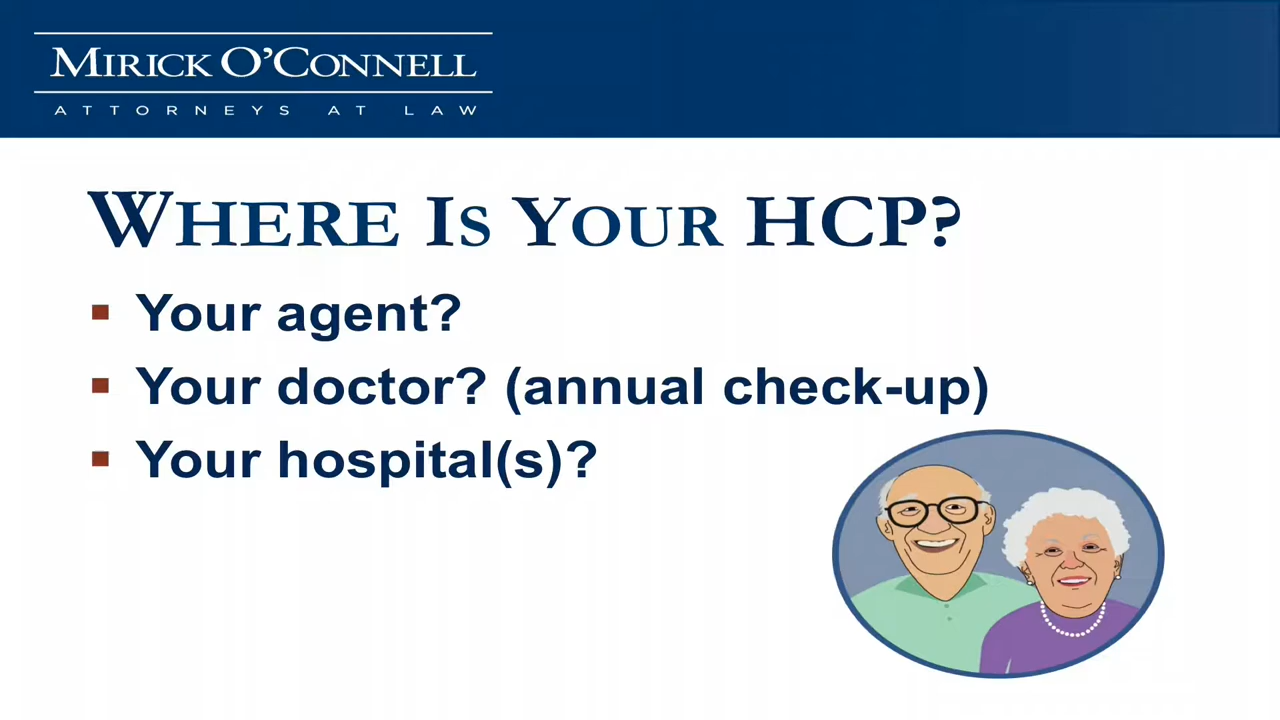 MIRICK O'CONNELL
ATTORNEYS AT LAW
WHERE IS YOUR HCP?
▪ Your agent?
▪ Your doctor? (annual check-up)
▪ Your hospital(s)?